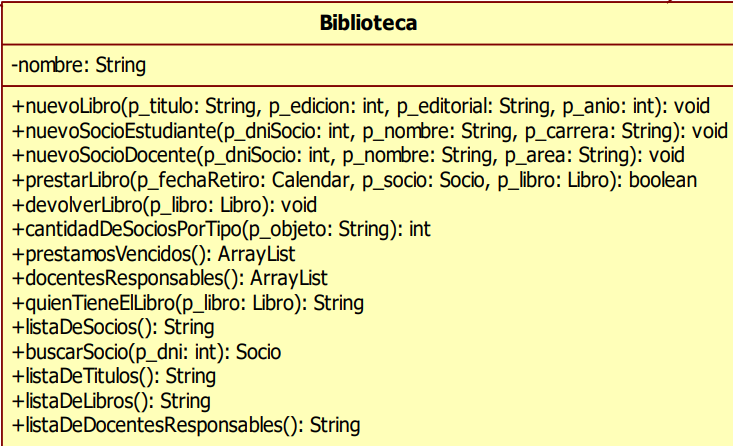 Biblioteca
-nombre: String
+nuevoLibro(p_titulo: String, p_edicion: int, p_editorial: String, p_anio: int): void
+nuevoSocioEstudiante(p_dniSocio: int, p_nombre: String, p_carrera: String): void
+nuevoSocioDocente(p_dniSocio: int, p_nombre: String, p_area: String): void
+prestarLibro(p_fechaRetiro: Calendar, p_socio: Socio, p_libro: Libro): boolean
+devolverLibro(p_libro: Libro): void
+cantidadDeSociosPorTipo(p_objeto: String): int
+prestamosVencidos(): ArrayList
+docentesResponsables(): ArrayList
+quienTieneElLibro(p_libro: Libro): String
+listaDeSocios(): String
+buscarSocio(p_dni: int): Socio
+listaDeTitulos(): String
+listaDeLibros(): String
+listaDeDocentesResponsables(): String